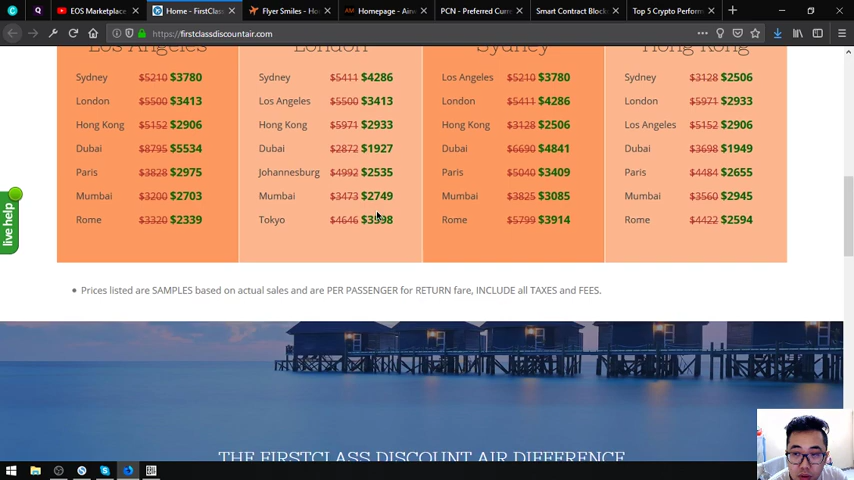 EOS Marketplace
Home - FirstClass
Flyer Smiles - Ho
Homepage - Airw
PCN - Preferred Curr
Smart Contract Block
Top 5 Crypto Perform
https://firstclassdiscountair.com
Los Angeles
London
Sydney
Hong Kong
Sydney $5210 $3780
Sydney $5411 $4286
Los Angeles $5210 $3780
Sydney $3128 $2506
London $5500 $3413
Los Angeles $5500 $3413
London $5411 $4286
London $5971 $2933
Hong Kong $5152 $2906
Hong Kong $5971 $2933
Hong Kong $3128 $2506
Los Angeles $5152 $2906
Dubai $8795 $5534
Dubai $2872 $1927
Dubai $6690 $4841
Dubai $3698 $1949
Paris $3828 $2975
Johannesburg $4992 $2535
Paris $5040 $3409
Paris $4484 $2655
Mumbai $3200 $2703
Mumbai $3473 $2749
Mumbai $3825 $3085
Mumbai $3560 $2945
Rome $3320 $2339
Tokyo $4646 $3598
Rome $5799 $3914
Rome $4422 $2594
live help
Prices listed are SAMPLES based on actual sales and are PER PASSENGER for RETURN fare, INCLUDE all TAXES and FEES.
THE FIRSTCLASS DISCOUNT AIR DIFFERENCE